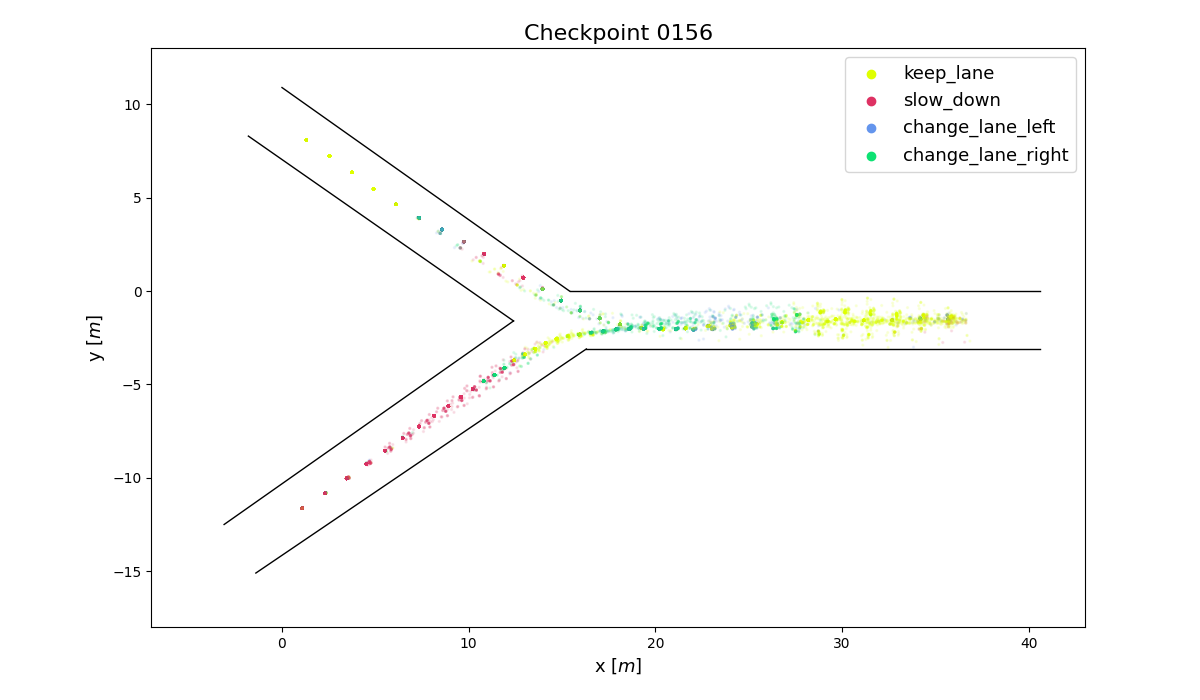 Checkpoint 0156
keep_lane
slow_down
change_lane_left
change_lane_right
10
5
0
−5
−10
−15
y [m]
0
10
20
30
40
x [m]